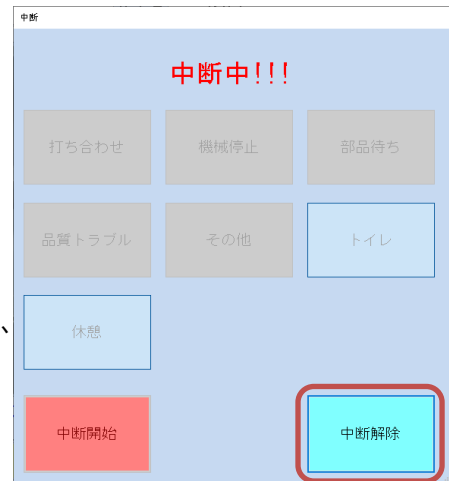 中断
中断中!!!
打ち合わせ 機械停止 部品待ち
品質トラブル その他 トイレ
休憩
、
中断開始 中断解除